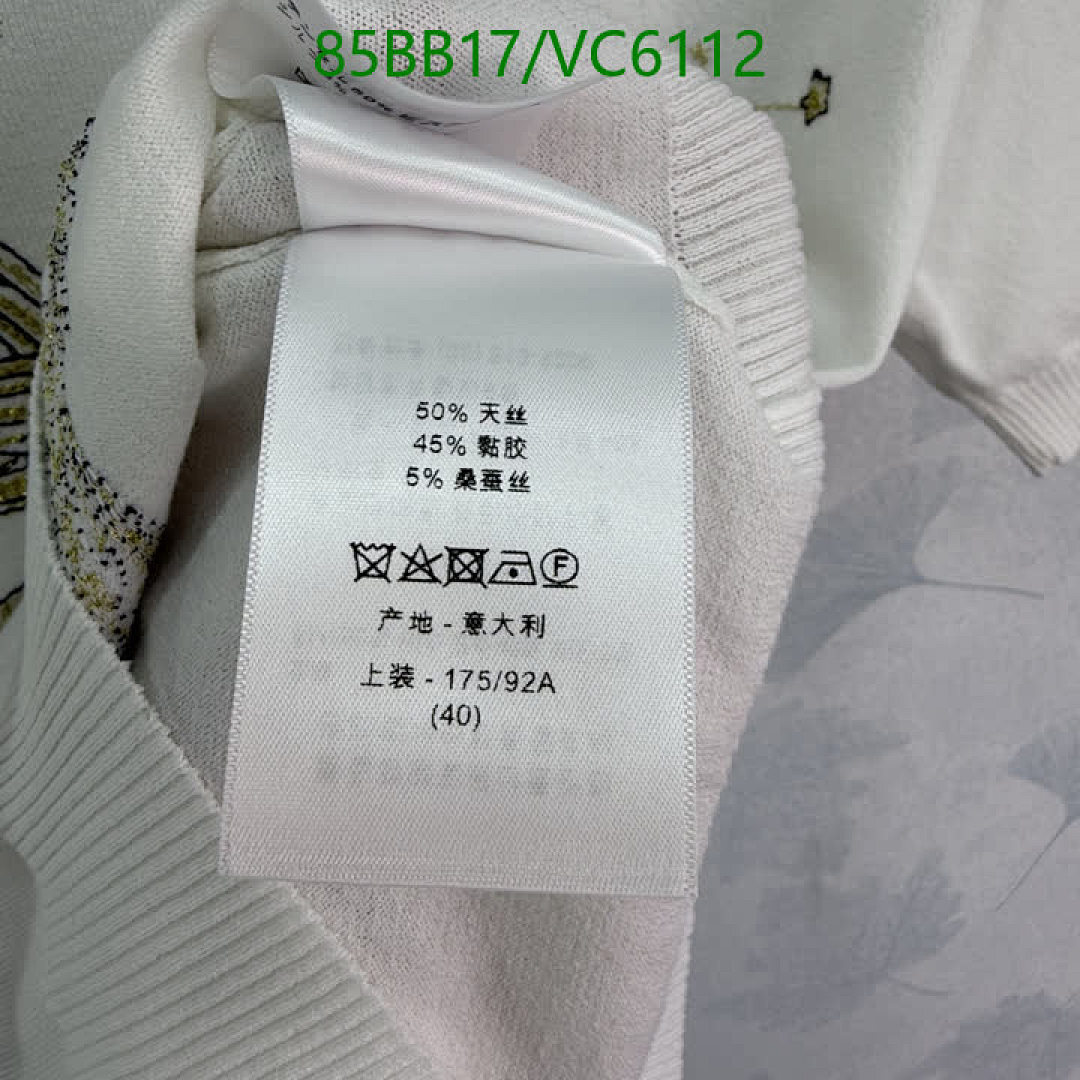 85BB17/VC6112
50% 天丝
45% 黏胶
5% 桑蚕丝
F
产地 - 意大利
上装 - 175/92A
(40)